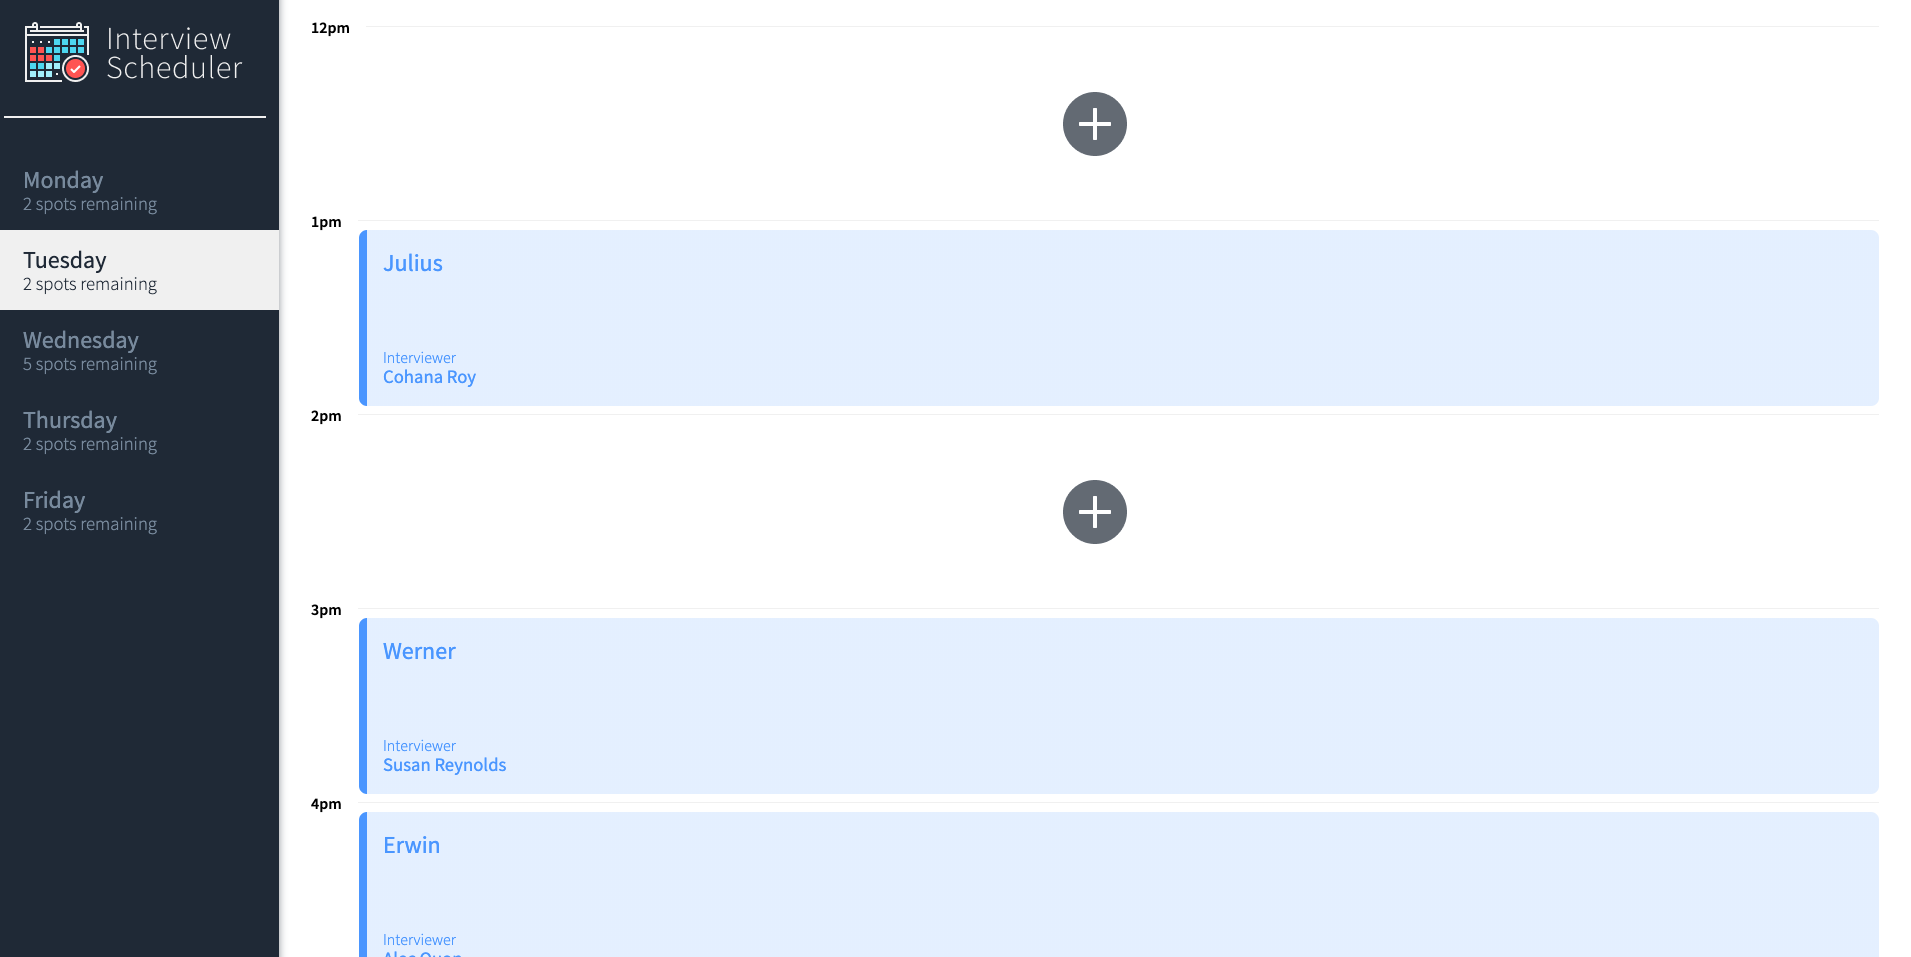 Interview
Scheduler
Monday
2 spots remaining
Tuesday
2 spots remaining
Wednesday
5 spots remaining
Thursday
2 spots remaining
Friday
2 spots remaining
12pm
1pm
Julius
Interviewer
Cohana Roy
2pm
3pm
Werner
Interviewer
Susan Reynolds
4pm
Erwin
Interviewer